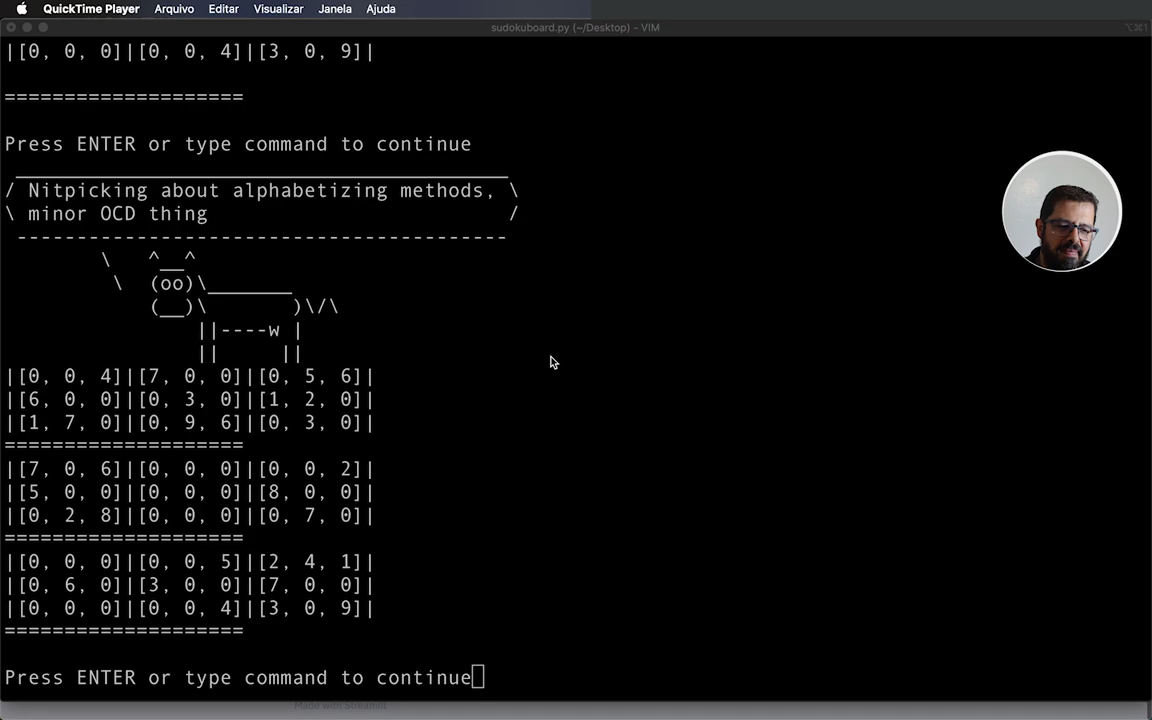 QuickTime Player Arquivo Editar Visualizar Janela Ajuda
sudokuboard.py (~/Desktop) - VIM
⌥⌘1
|[0, 0, 0]|[0, 0, 4]|[3, 0, 9]|
====================
Press ENTER or type command to continue
/ Nitpicking about alphabetizing methods, \
\ minor OCD thing /
-----------------------------------------
\ ^__^
\ (oo)\_______
(__)\ )\/\
||----w |
|| ||
|[0, 0, 4]|[7, 0, 0]|[0, 5, 6]|
|[6, 0, 0]|[0, 3, 0]|[1, 2, 0]|
|[1, 7, 0]|[0, 9, 6]|[0, 3, 0]|
====================
|[7, 0, 6]|[0, 0, 0]|[0, 0, 2]|
|[5, 0, 0]|[0, 0, 0]|[8, 0, 0]|
|[0, 2, 8]|[0, 0, 0]|[0, 7, 0]|
====================
|[0, 0, 0]|[0, 0, 5]|[2, 4, 1]|
|[0, 6, 0]|[3, 0, 0]|[7, 0, 0]|
|[0, 0, 0]|[0, 0, 4]|[3, 0, 9]|
====================
Press ENTER or type command to continue
Made with Streamlit